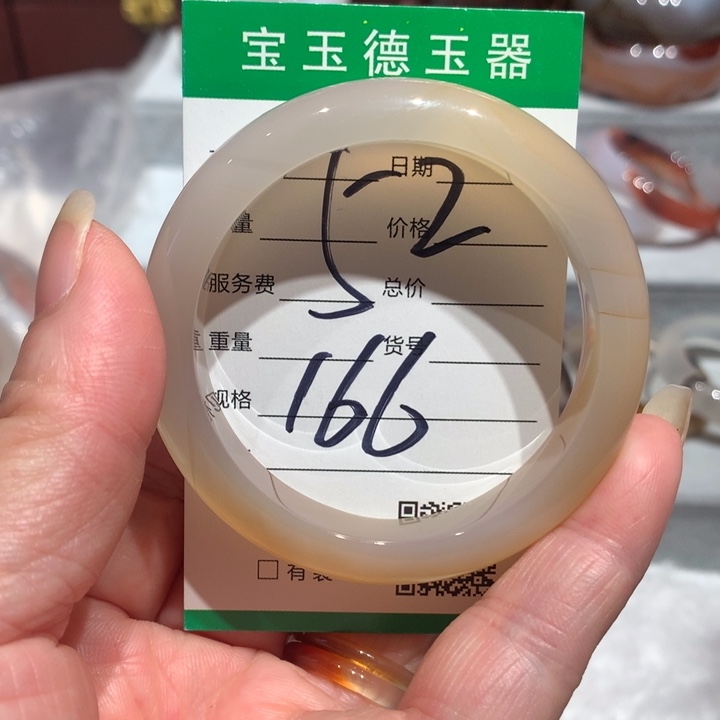 宝玉德玉器
日期
量 价格
服务费 总价
重量 货号
规格
52
166
有